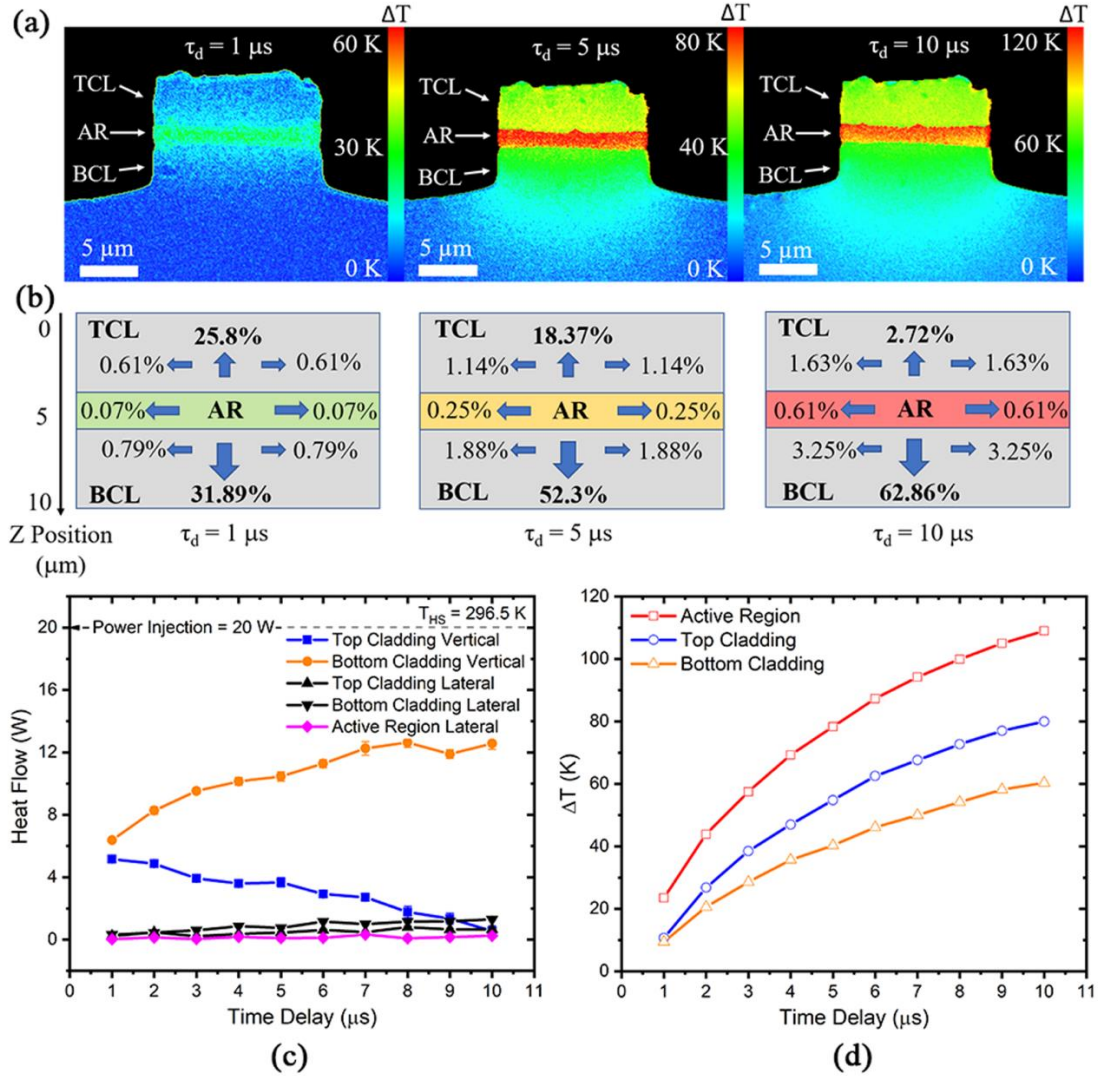 (a)
ΔT
ΔT
ΔT
τd = 1 μs
60 K
τd = 5 μs
80 K
τd = 10 μs
120 K
TCL
AR
BCL
30 K
TCL
AR
BCL
40 K
TCL
AR
BCL
60 K
5 μm
0 K
5 μm
0 K
5 μm
0 K
(b)
0
5
10
Z Position
(μm)
TCL
25.8%
0.61%
0.61%
0.07%
AR
0.07%
0.79%
0.79%
BCL
31.89%
τd = 1 μs
TCL
18.37%
1.14%
1.14%
0.25%
AR
0.25%
1.88%
1.88%
BCL
52.3%
τd = 5 μs
TCL
2.72%
1.63%
1.63%
0.61%
AR
0.61%
3.25%
3.25%
BCL
62.86%
τd = 10 μs
THS = 296.5 K
Power Injection = 20 W
Top Cladding Vertical
Bottom Cladding Vertical
Top Cladding Lateral
Bottom Cladding Lateral
Active Region Lateral
Heat Flow (W)
20
16
12
8
4
0
0 1 2 3 4 5 6 7 8 9 10 11
Time Delay (μs)
(c)
Active Region
Top Cladding
Bottom Cladding
ΔT (K)
120
100
80
60
40
20
0
0 1 2 3 4 5 6 7 8 9 10 11
Time Delay (μs)
(d)